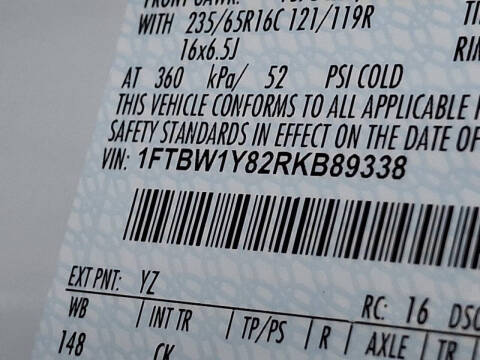 WITH 235/65R16C 121/119R
16x6.5J
AT 360 kPa/ 52 PSI COLD
THIS VEHICLE CONFORMS TO ALL APPLICABLE
SAFETY STANDARDS IN EFFECT ON THE DATE OF
VIN: 1FTBW1Y82RKB89338
EXT PNT: YZ RC: 16 DSO
WB | INT TR | TP/PS | R | AXLE | TR
148 CK